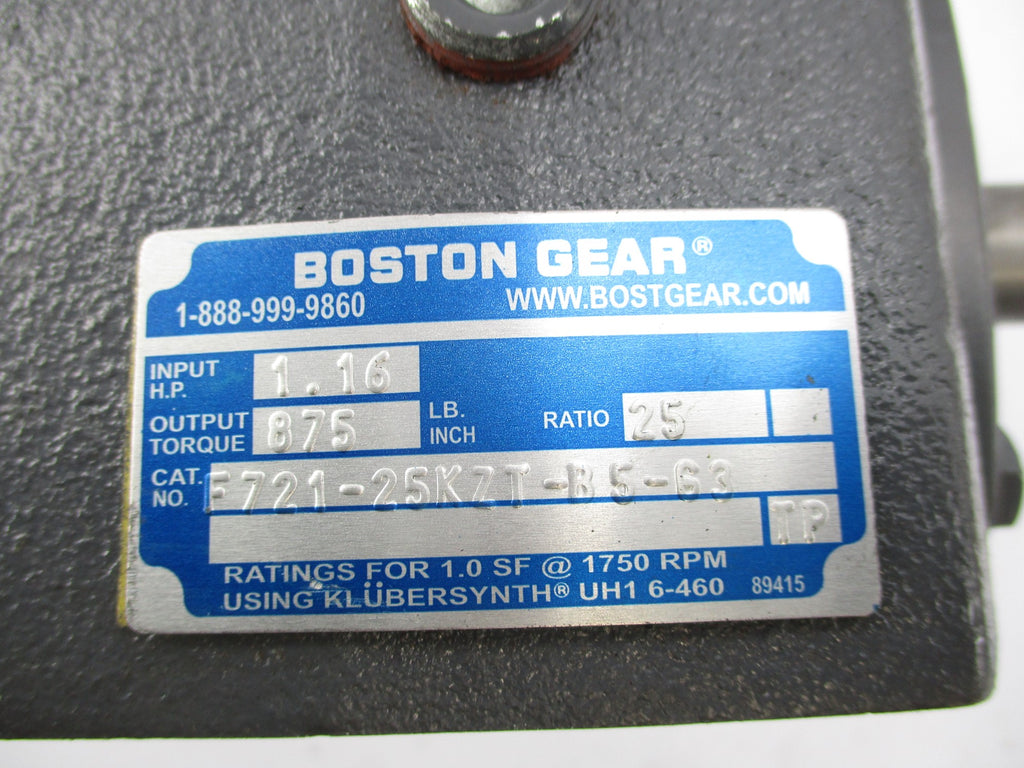 BOSTON GEAR®
1-888-999-9860 WWW.BOSTGEAR.COM
INPUT H.P. 1.16
OUTPUT TORQUE 875 LB. INCH RATIO 25
CAT. NO. F721-25KZT-B5-G3
TP
RATINGS FOR 1.0 SF @ 1750 RPM
USING KLÜBERSYNTH® UH1 6-460 89415